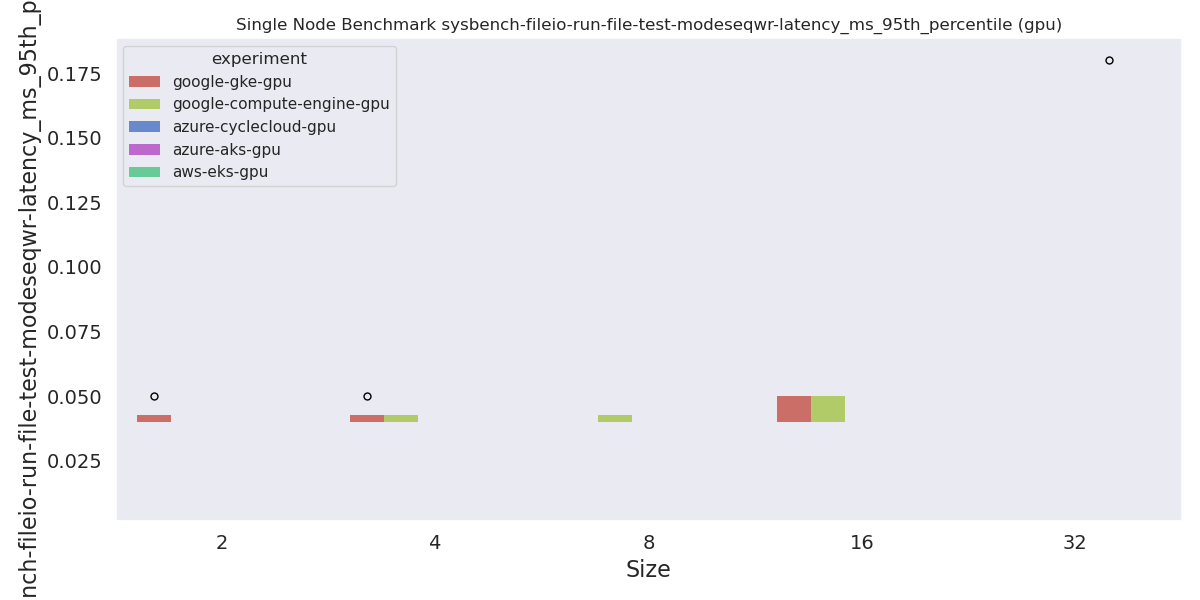 Single Node Benchmark sysbench-fileio-run-file-test-modeseqwr-latency_ms_95th_percentile (gpu)
nch-fileio-run-file-test-modeseqwr-latency_ms_95th_p
0.175
0.150
0.125
0.100
0.075
0.050
0.025
experiment
google-gke-gpu
google-compute-engine-gpu
azure-cyclecloud-gpu
azure-aks-gpu
aws-eks-gpu
2 4 8 16 32
Size